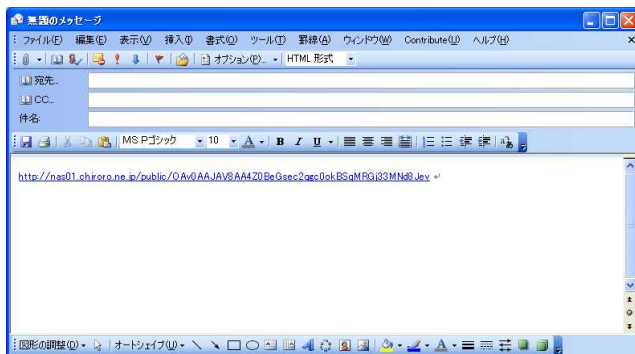 無題のメッセージ
ファイル(F) 編集(E) 表示(V) 挿入(I) 書式(O) ツール(T) 罫線(A) ウィンドウ(W) Contribute(U) ヘルプ(H)
オプション(P)... HTML 形式
宛先...
CC...
件名:
MS Pゴシック 10 A B I U
http://nas01.chiroro.ne.jp/public/OAv0AAJAV8AA4Z0BeGsec2qgc0okBSqMRGj33MNd8Jev
図形の調整(D) オートシェイプ(U)